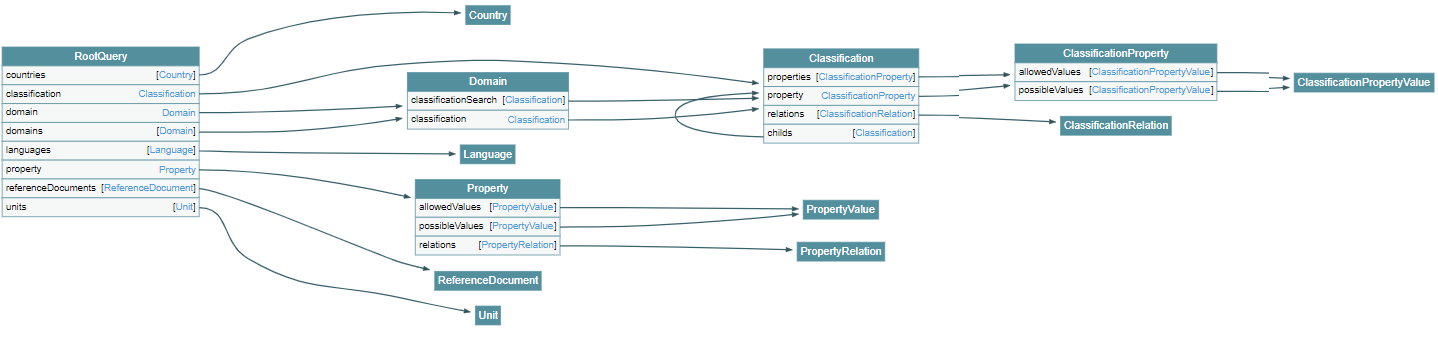 Country
RootQuery
countries [Country]
classification Classification
domain Domain
domains [Domain]
languages [Language]
property Property
referenceDocuments [ReferenceDocument]
units [Unit]
Domain
classificationSearch [Classification]
classification Classification
Language
Property
allowedValues [PropertyValue]
possibleValues [PropertyValue]
relations [PropertyRelation]
ReferenceDocument
Unit
Classification
properties [ClassificationProperty]
property ClassificationProperty
relations [ClassificationRelation]
childs [Classification]
PropertyValue
PropertyRelation
ClassificationProperty
allowedValues [ClassificationPropertyValue]
possibleValues [ClassificationPropertyValue]
ClassificationRelation
ClassificationPropertyValue